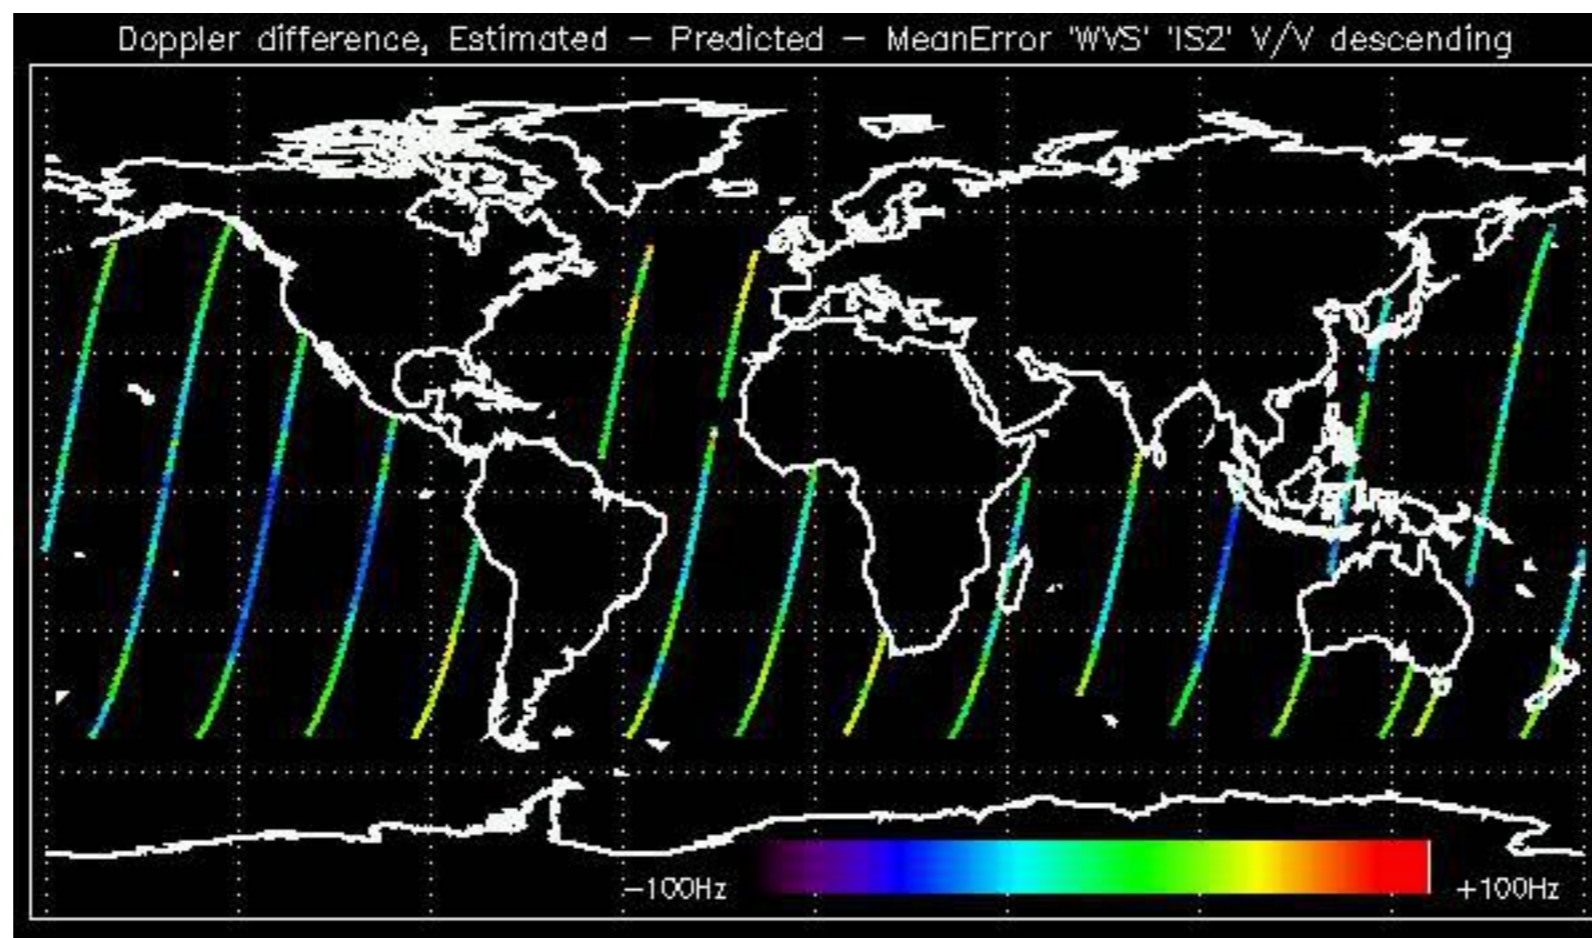 Doppler difference, Estimated − Predicted − MeanError 'WVS' 'IS2' V/V descending
−100Hz +100Hz